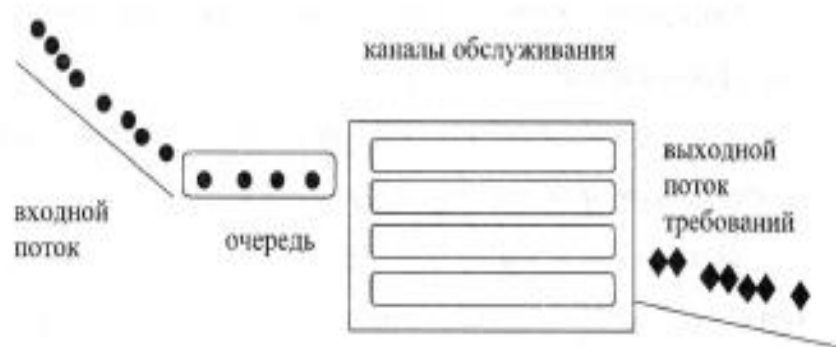 каналы обслуживания
входной
поток
очередь
выходной
поток
требований